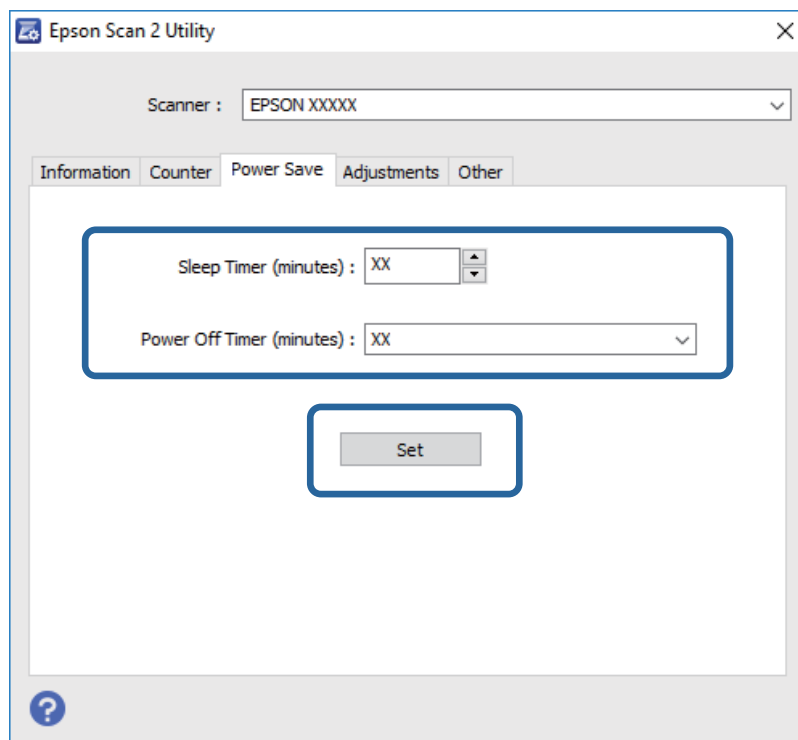 Epson Scan 2 Utility
Scanner : EPSON XXXXX
Information Counter Power Save Adjustments Other
Sleep Timer (minutes) : XX
Power Off Timer (minutes) : XX
Set
?